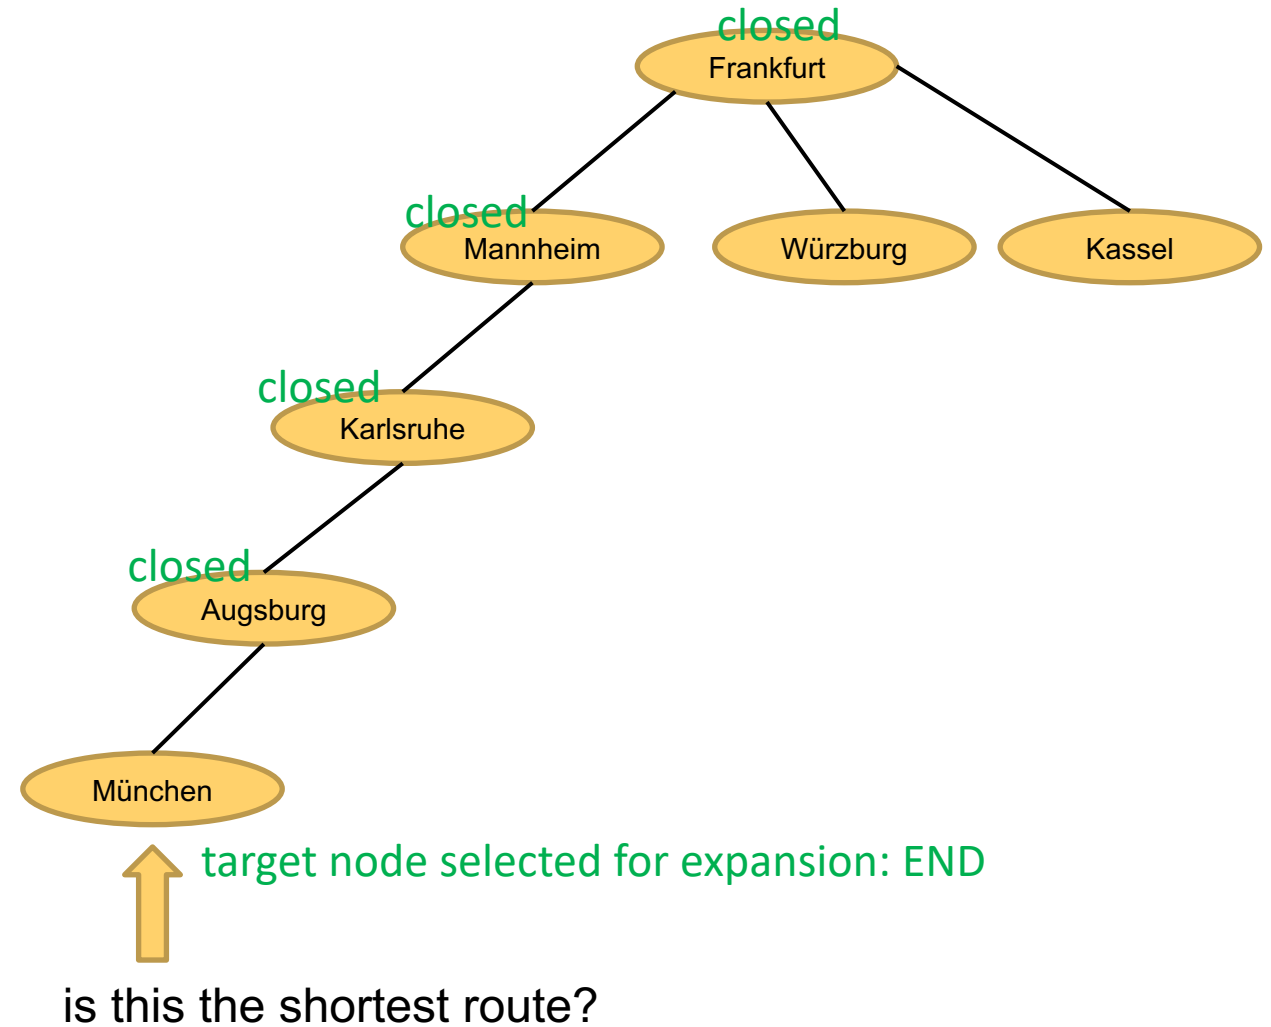 closed
Frankfurt
closed
Mannheim
Würzburg
Kassel
closed
Karlsruhe
closed
Augsburg
München
target node selected for expansion: END
is this the shortest route?